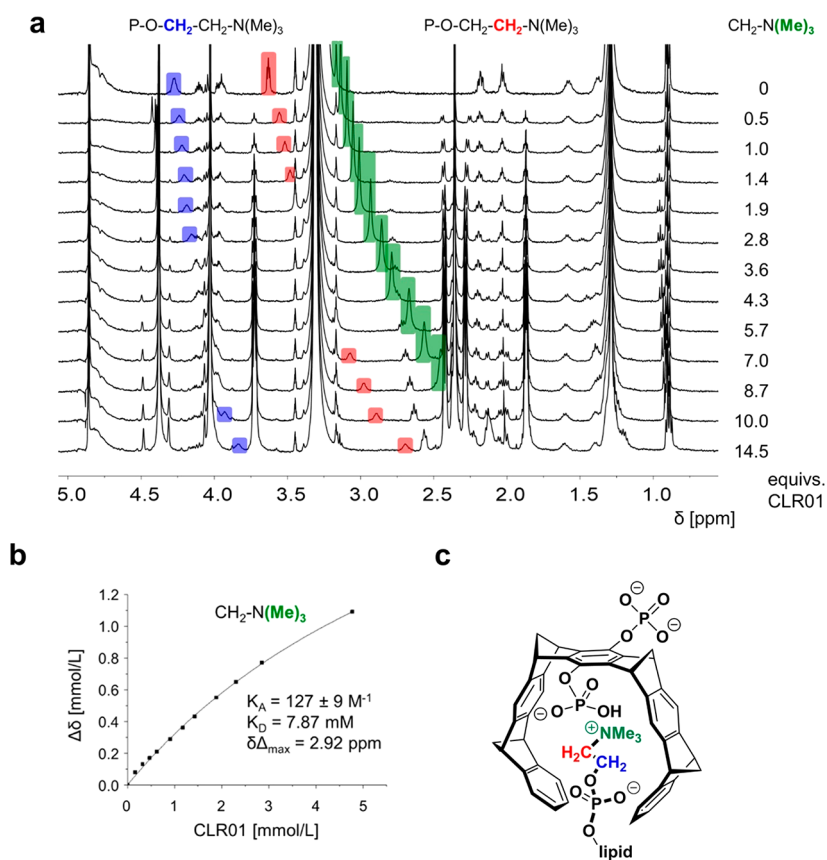 a
P-O-CH2-CH2-N(Me)3
P-O-CH2-CH2-N(Me)3
CH2-N(Me)3
0
0.5
1.0
1.4
1.9
2.8
3.6
4.3
5.7
7.0
8.7
10.0
14.5
5.0 4.5 4.0 3.5 3.0 2.5 2.0 1.5 1.0
δ [ppm]
equivs.
CLR01
b
1.2
1.0
0.8
0.6
0.4
0.2
0.0
Δδ [mmol/L]
CH2-N(Me)3
KA = 127 ± 9 M-1
KD = 7.87 mM
δΔmax = 2.92 ppm
0 1 2 3 4 5
CLR01 [mmol/L]
c
O⊖
O
P
O⊖
O
O
O
P
⊖O
OH
⊕NMe3
H2C
CH2
O
O
P
O⊖
O
lipid